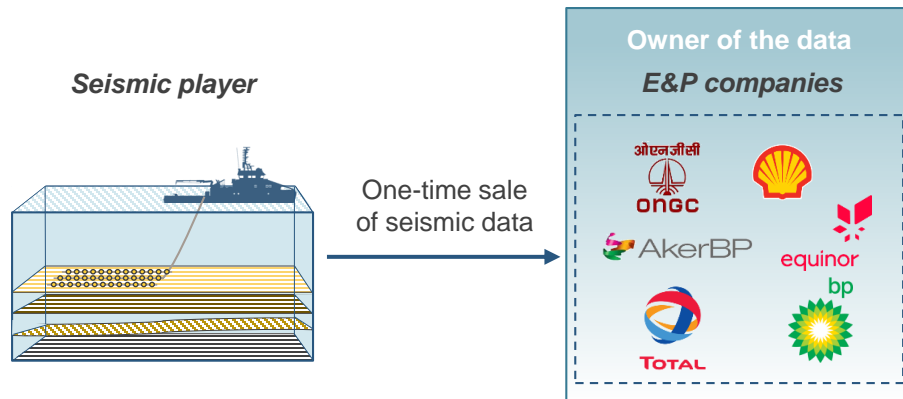 Seismic player
One-time sale
of seismic data
Owner of the data
E&P companies
ओएनजीसी
ONGC
AkerBP
equinor
bp
TOTAL